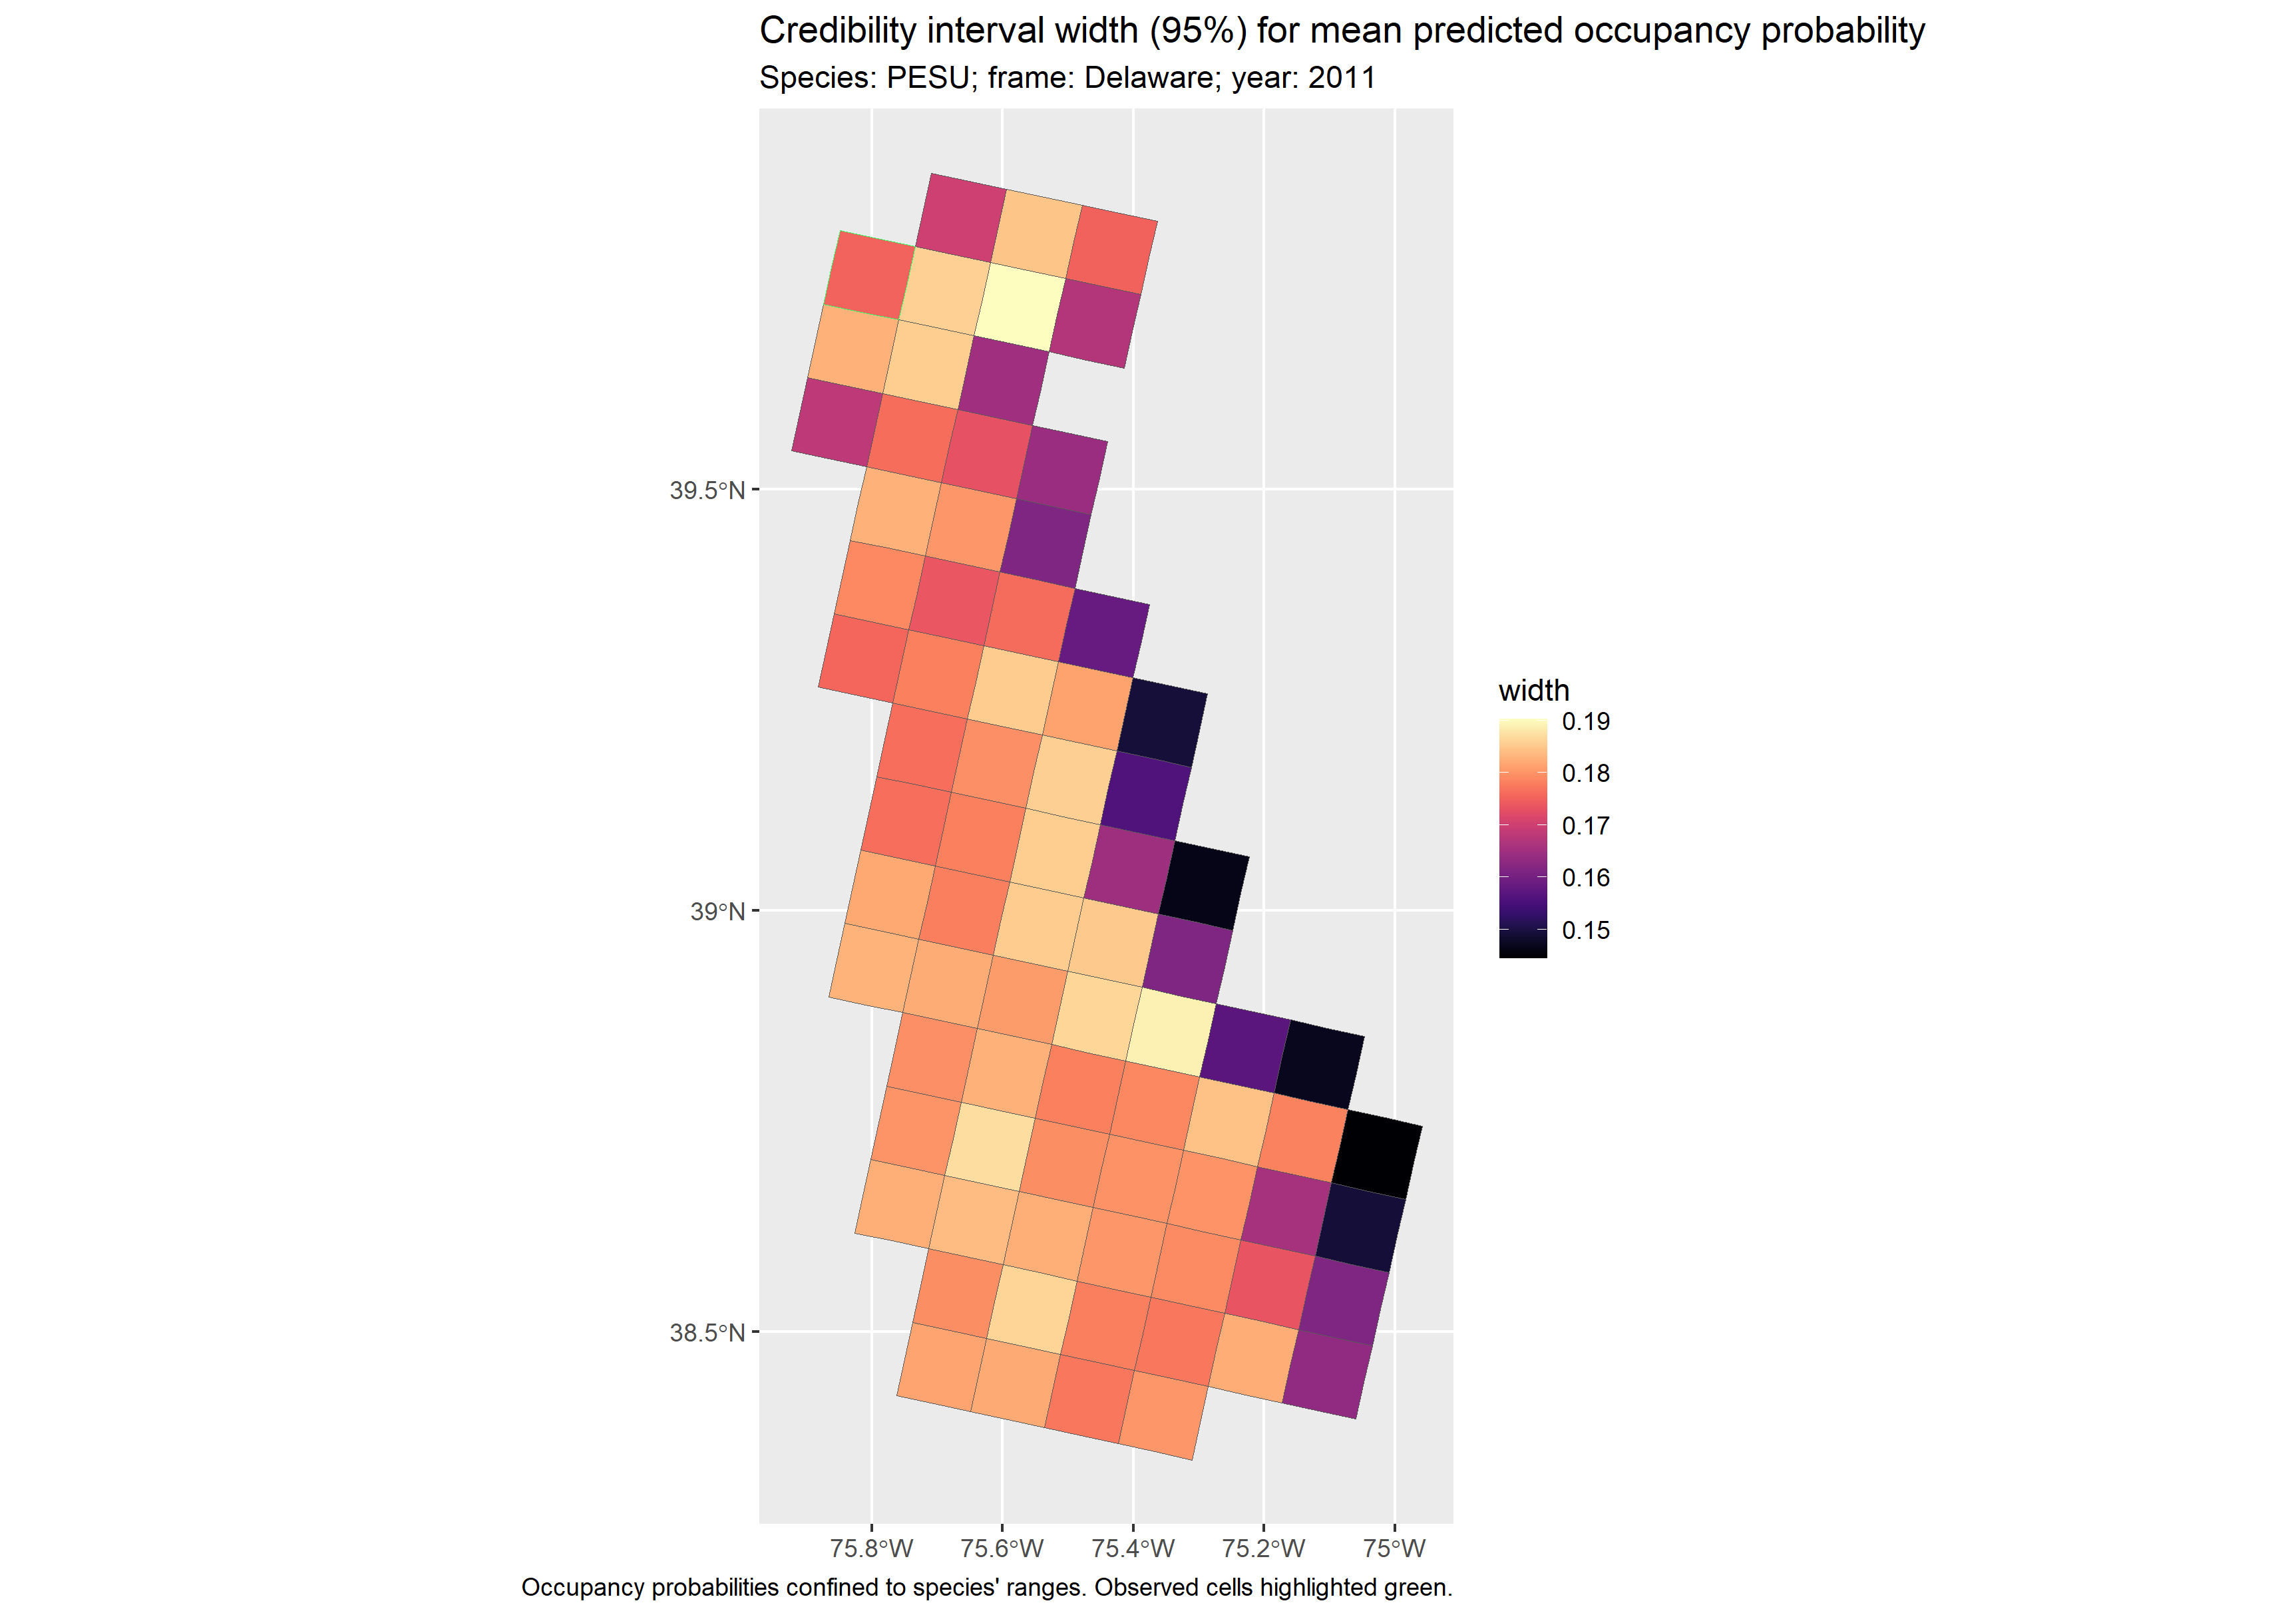 Credibility interval width (95%) for mean predicted occupancy probability
Species: PESU; frame: Delaware; year: 2011
39.5°N
39°N
38.5°N
75.8°W
75.6°W
75.4°W
75.2°W
75°W
width
0.19
0.18
0.17
0.16
0.15
Occupancy probabilities confined to species' ranges. Observed cells highlighted green.